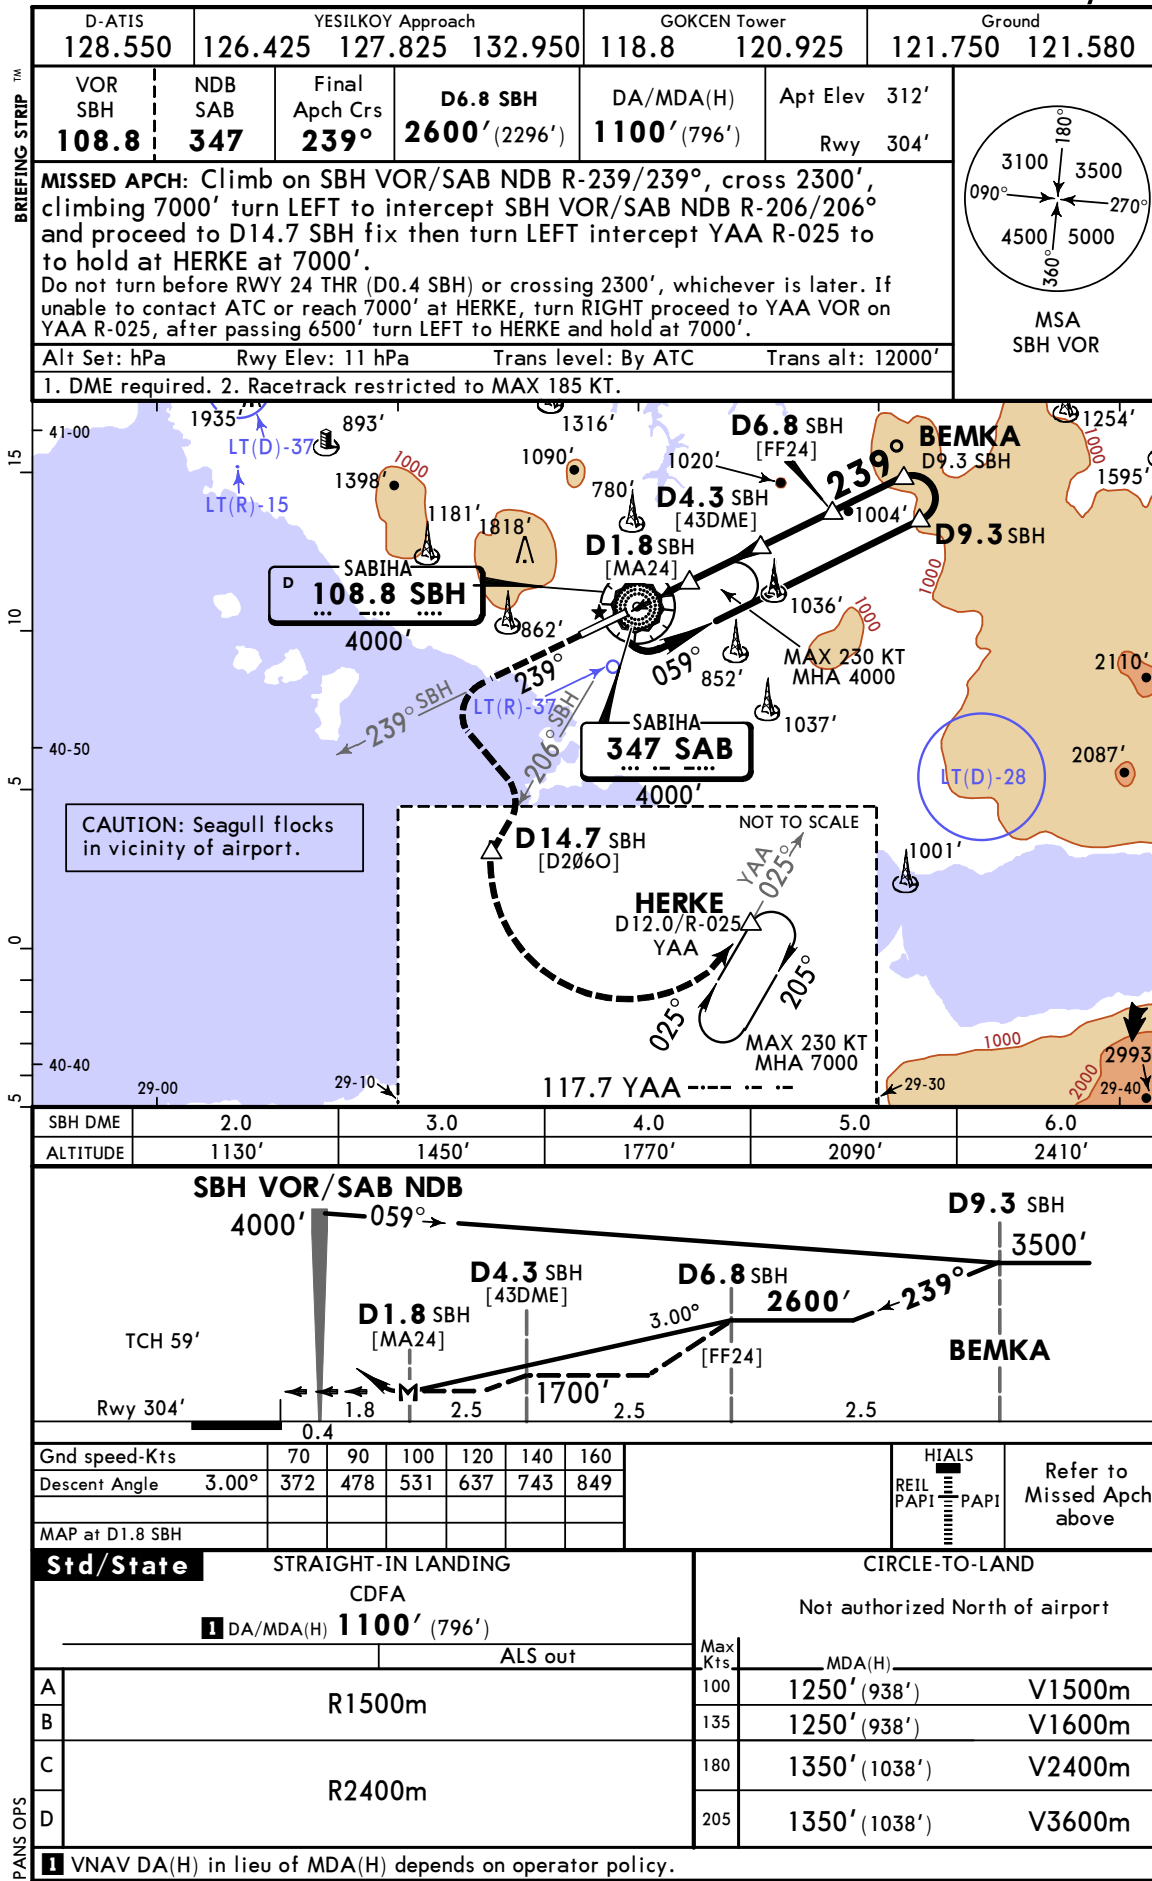 D-ATIS
128.550
YESILKOY Approach
126.425 127.825 132.950
GOKCEN Tower
118.8 120.925
Ground
121.750 121.580
BRIEFING STRIP ™
VOR
SBH
108.8
NDB
SAB
347
Final
Apch Crs
239°
D6.8 SBH
2600' (2296')
DA/MDA(H)
1100' (796')
Apt Elev 312'
Rwy 304'
MISSED APCH: Climb on SBH VOR/SAB NDB R-239/239°, cross 2300',
climbing 7000' turn LEFT to intercept SBH VOR/SAB NDB R-206/206°
and proceed to D14.7 SBH fix then turn LEFT intercept YAA R-025 to
to hold at HERKE at 7000'.
Do not turn before RWY 24 THR (D0.4 SBH) or crossing 2300', whichever is later. If
unable to contact ATC or reach 7000' at HERKE, turn RIGHT proceed to YAA VOR on
YAA R-025, after passing 6500' turn LEFT to HERKE and hold at 7000'.
Alt Set: hPa Rwy Elev: 11 hPa Trans level: By ATC Trans alt: 12000'
1. DME required. 2. Racetrack restricted to MAX 185 KT.
180°
3100 3500
090° 270°
4500 5000
360°
MSA
SBH VOR
41-00
1935'
LT(D)-37
893'
LT(R)-15
1398'
1000
1181'
1818'
1316'
1090'
780'
1020'
D6.8 SBH
[FF24]
239°
BEMKA
D9.3 SBH
1254'
1000
1595'
D4.3 SBH
[43DME]
1004'
D9.3 SBH
D1.8 SBH
[MA24]
SABIHA
D 108.8 SBH
4000'
862'
1036'
1000
1000
MAX 230 KT
MHA 4000
059°
852'
239°
LT(R)-37
239° SBH
206° SBH
SABIHA
347 SAB
4000'
1037'
2110'
2087'
LT(D)-28
40-50
CAUTION: Seagull flocks
in vicinity of airport.
D14.7 SBH
[D206O]
NOT TO SCALE
YAA
025°
HERKE
D12.0/R-025
YAA
205°
025°
MAX 230 KT
MHA 7000
117.7 YAA
1001'
1000
2993'
2000
40-40
29-00
29-10
29-30
29-40
15
10
5
0
5
SBH DME 2.0 3.0 4.0 5.0 6.0
ALTITUDE 1130' 1450' 1770' 2090' 2410'
SBH VOR/SAB NDB
4000'
059°
D9.3 SBH
3500'
D4.3 SBH
[43DME]
D6.8 SBH
2600'
239°
D1.8 SBH
[MA24]
3.00°
[FF24]
BEMKA
TCH 59'
1700'
Rwy 304'
1.8 2.5 2.5 2.5
0.4
Gnd speed-Kts 70 90 100 120 140 160
Descent Angle 3.00° 372 478 531 637 743 849
MAP at D1.8 SBH
HIALS
REIL
PAPI PAPI
Refer to
Missed Apch
above
Std/State
STRAIGHT-IN LANDING
CDFA
1 DA/MDA(H) 1100' (796')
ALS out
A
B
R1500m
C
D
R2400m
CIRCLE-TO-LAND
Not authorized North of airport
Max
Kts MDA(H)
100 1250' (938') V1500m
135 1250' (938') V1600m
180 1350' (1038') V2400m
205 1350' (1038') V3600m
PANS OPS
1 VNAV DA(H) in lieu of MDA(H) depends on operator policy.